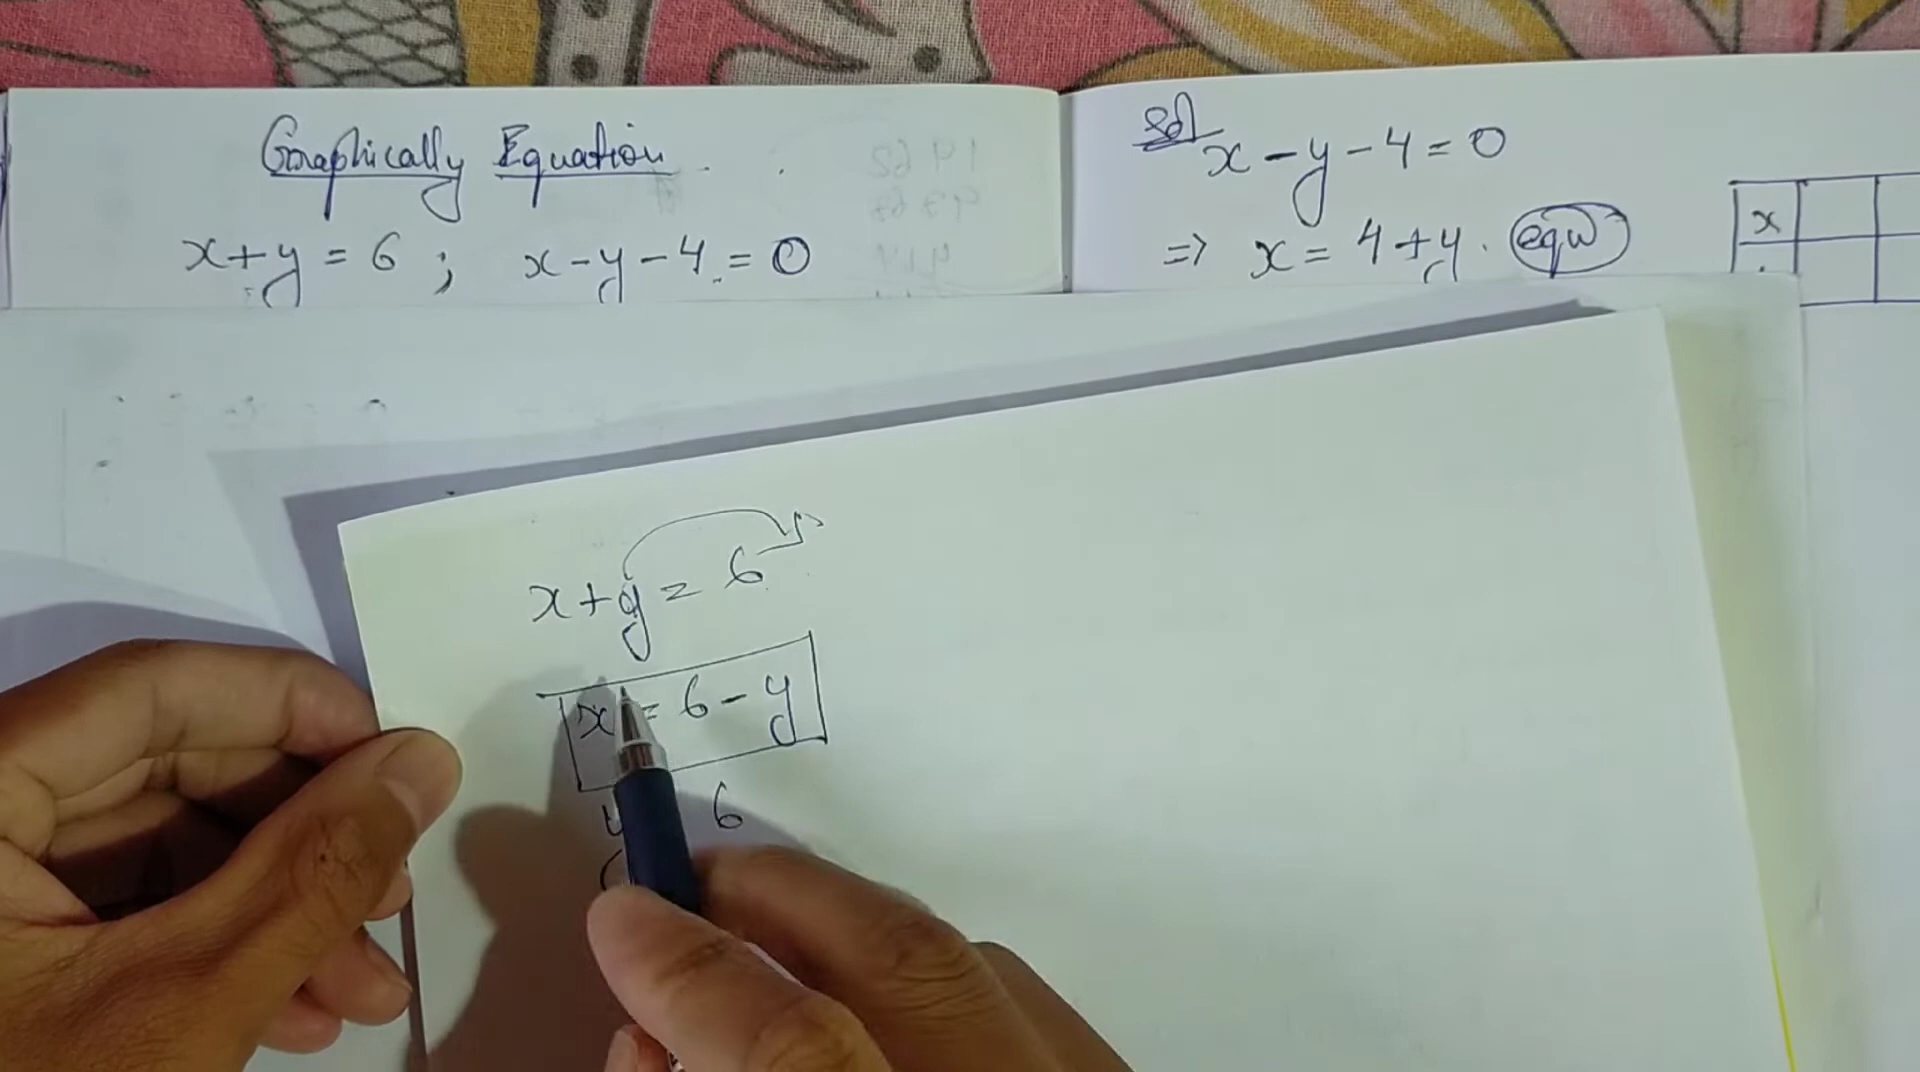 Graphically Equation
x+y = 6 ; x-y-4 = 0
Sol x-y-4=0
=> x = 4+y. eqn
x
x+y = 6
x = 6-y
6